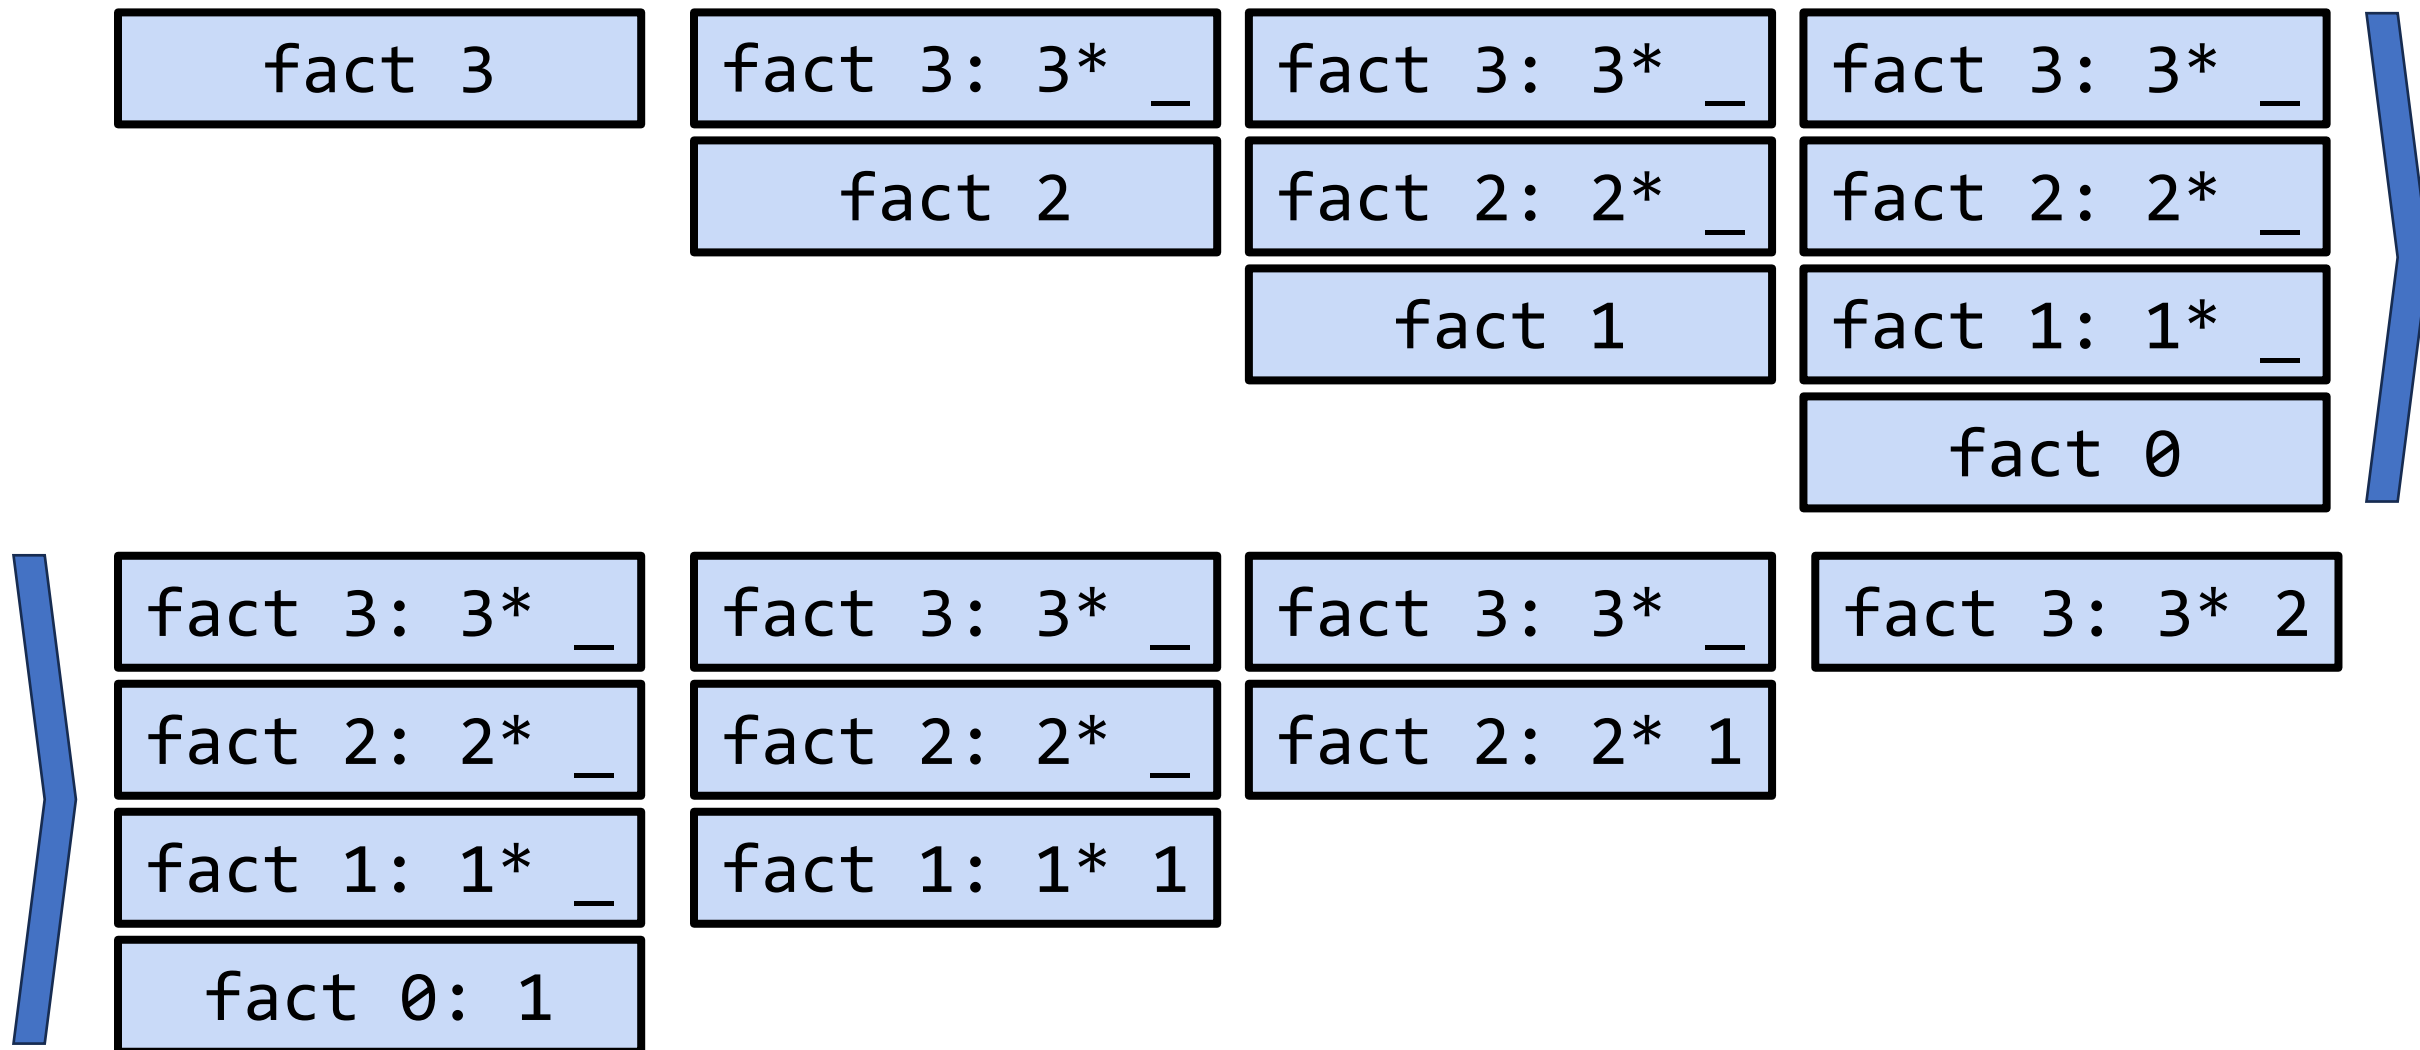 fact 3
fact 3: 3* _
fact 2
fact 3: 3* _
fact 2: 2* _
fact 1
fact 3: 3* _
fact 2: 2* _
fact 1: 1* _
fact 0
fact 3: 3* _
fact 2: 2* _
fact 1: 1* _
fact 0: 1
fact 3: 3* _
fact 2: 2* _
fact 1: 1* 1
fact 3: 3* _
fact 2: 2* 1
fact 3: 3* 2